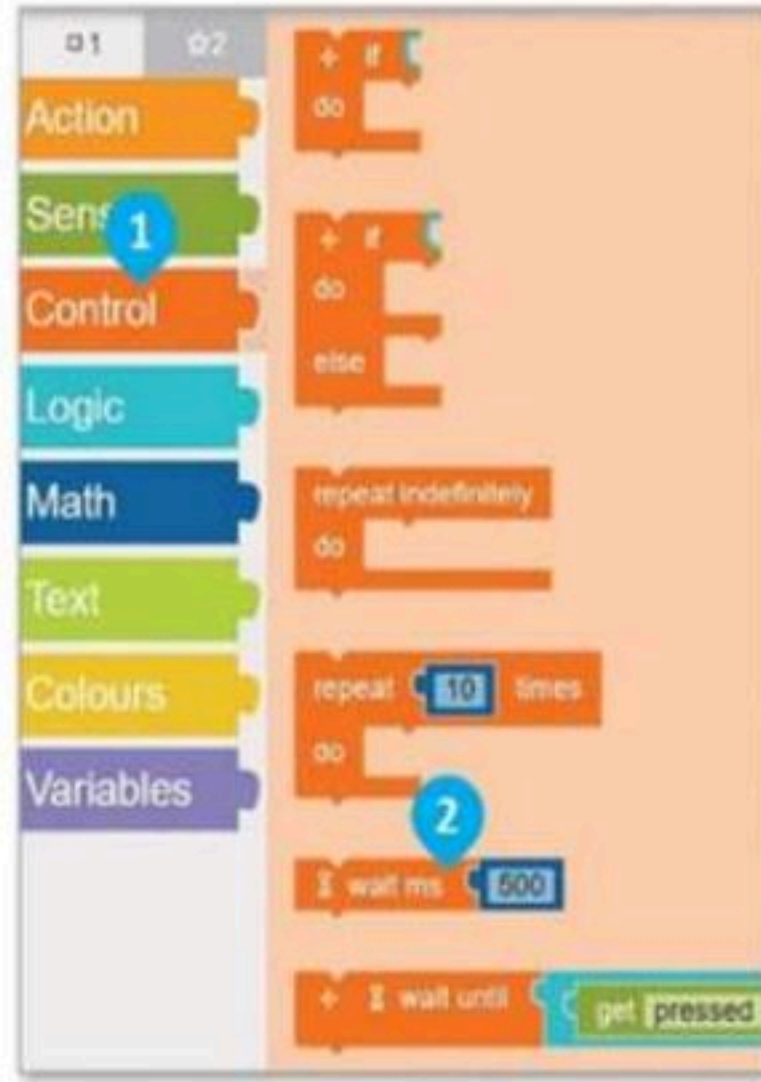 1
2
Action
Sens
1
Control
Logic
Math
Text
Colours
Variables
+ if
do
+ if
do
else
repeat indefinitely
do
repeat 10 times
do
2
wait ms 500
+ wait until get pressed